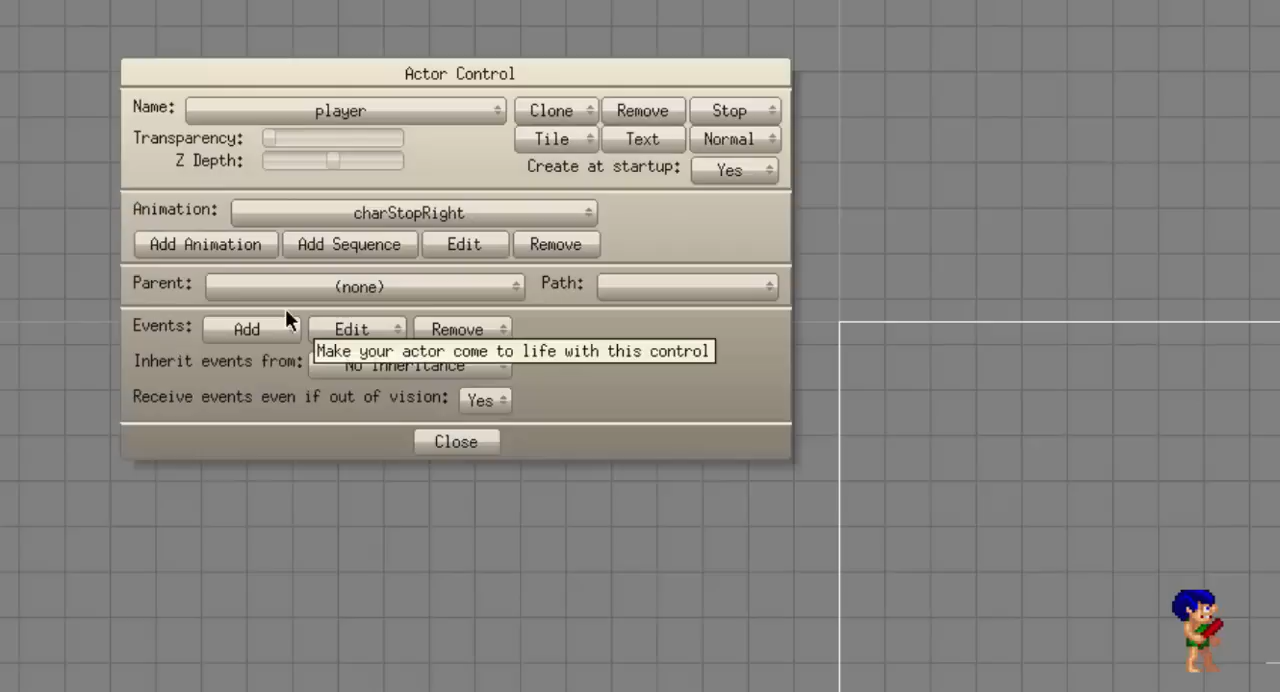 Actor Control
Name: player Clone Remove Stop
Transparency: Tile Text Normal
Z Depth: Create at startup: Yes
Animation: charStopRight
Add Animation Add Sequence Edit Remove
Parent: (none) Path:
Events: Add Edit Remove
Make your actor come to life with this control
Inherit events from: No Inheritance
Receive events even if out of vision: Yes
Close